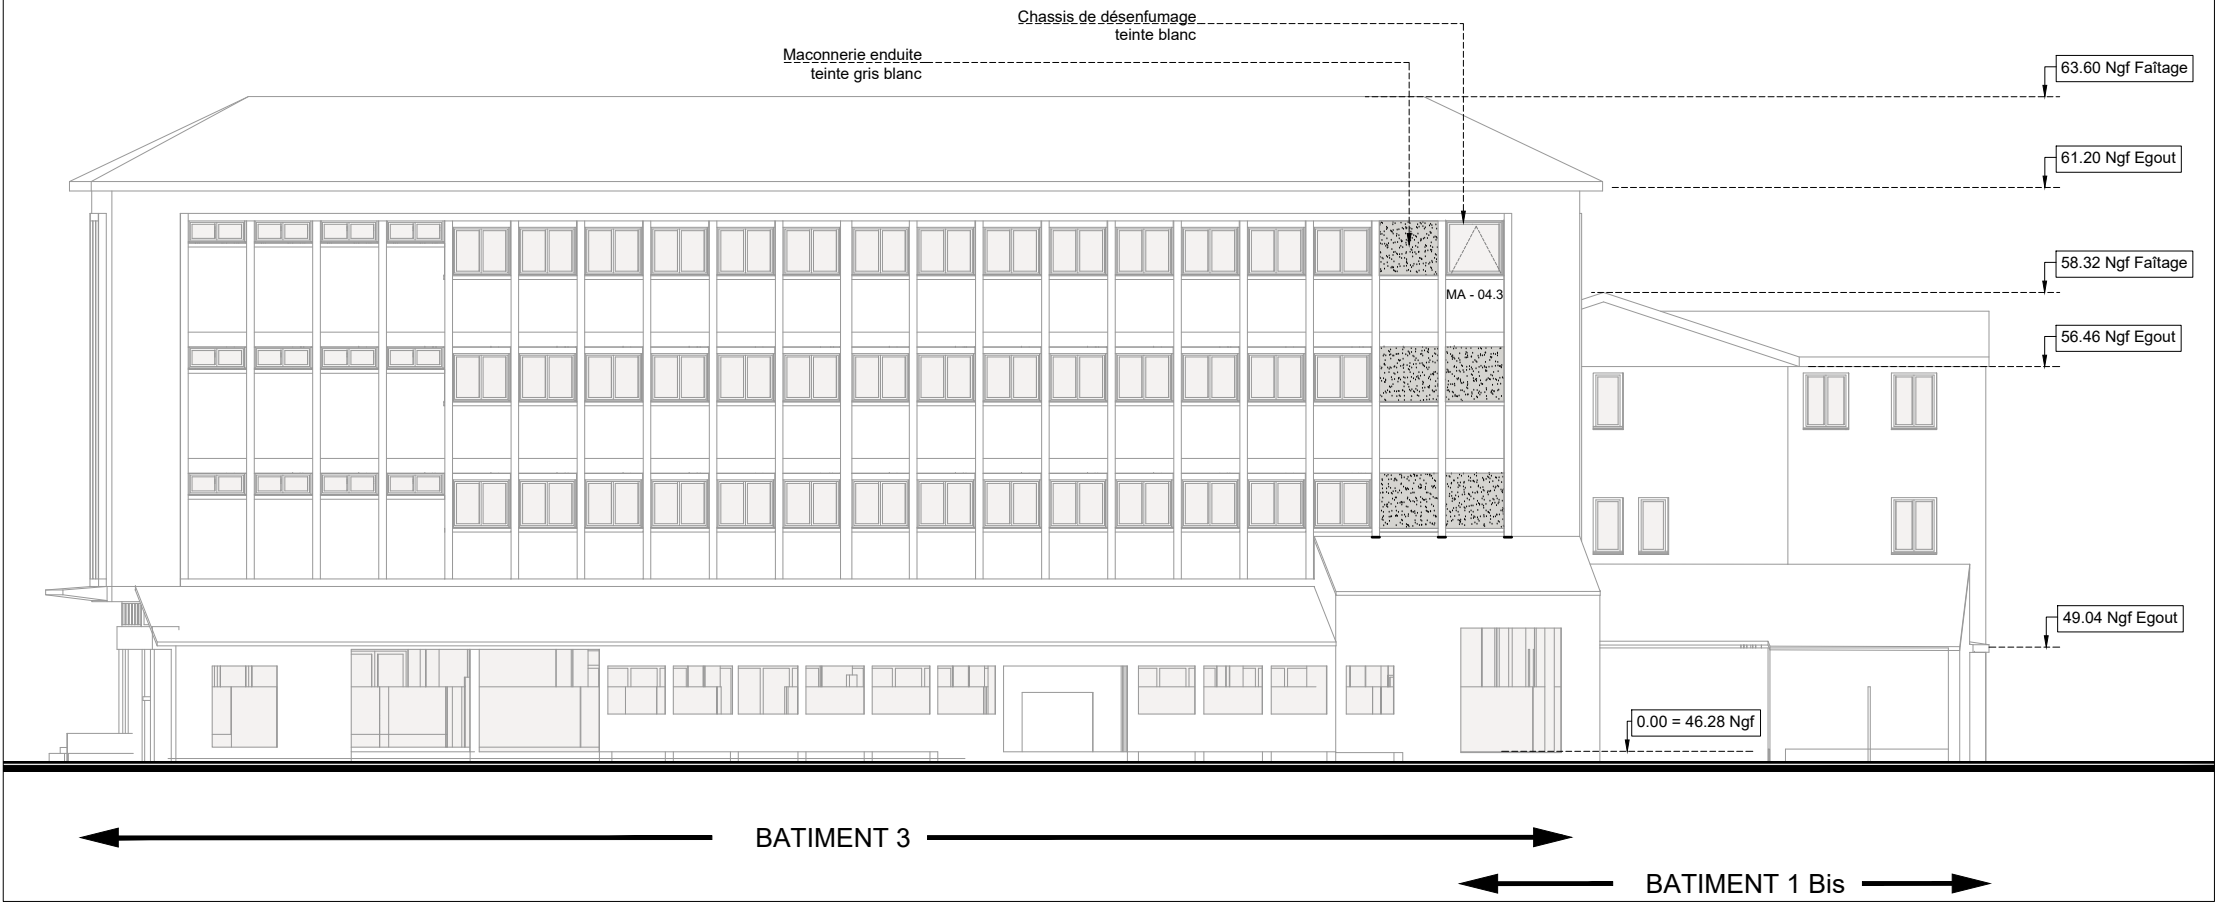 Chassis de désenfumage
teinte blanc
Maconnerie enduite
teinte gris blanc
63.60 Ngf Faîtage
61.20 Ngf Egout
58.32 Ngf Faîtage
MA - 04.3
56.46 Ngf Egout
49.04 Ngf Egout
0.00 = 46.28 Ngf
BATIMENT 3
BATIMENT 1 Bis